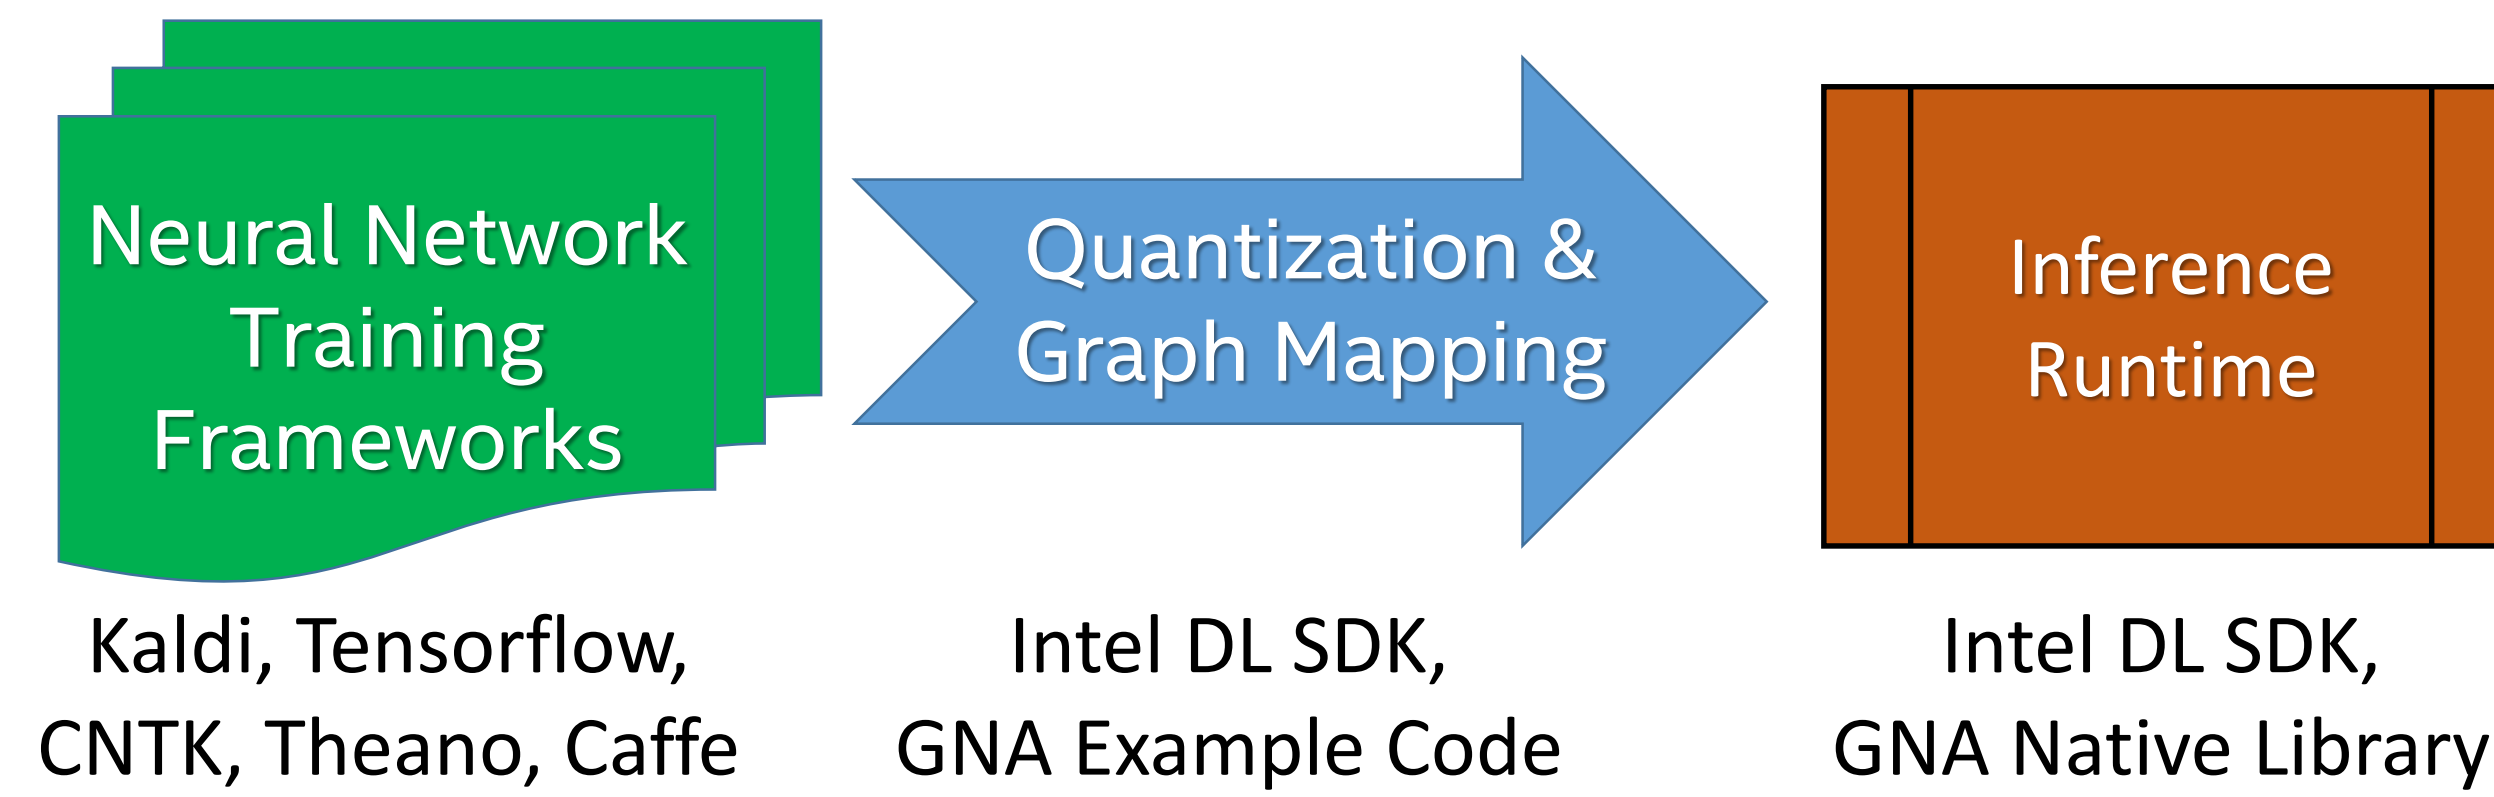 Neural Network
Training
Frameworks
Quantization &
Graph Mapping
Inference
Runtime
Kaldi, Tensorflow,
CNTK, Theano, Caffe
Intel DL SDK,
GNA Example Code
Intel DL SDK,
GNA Native Library